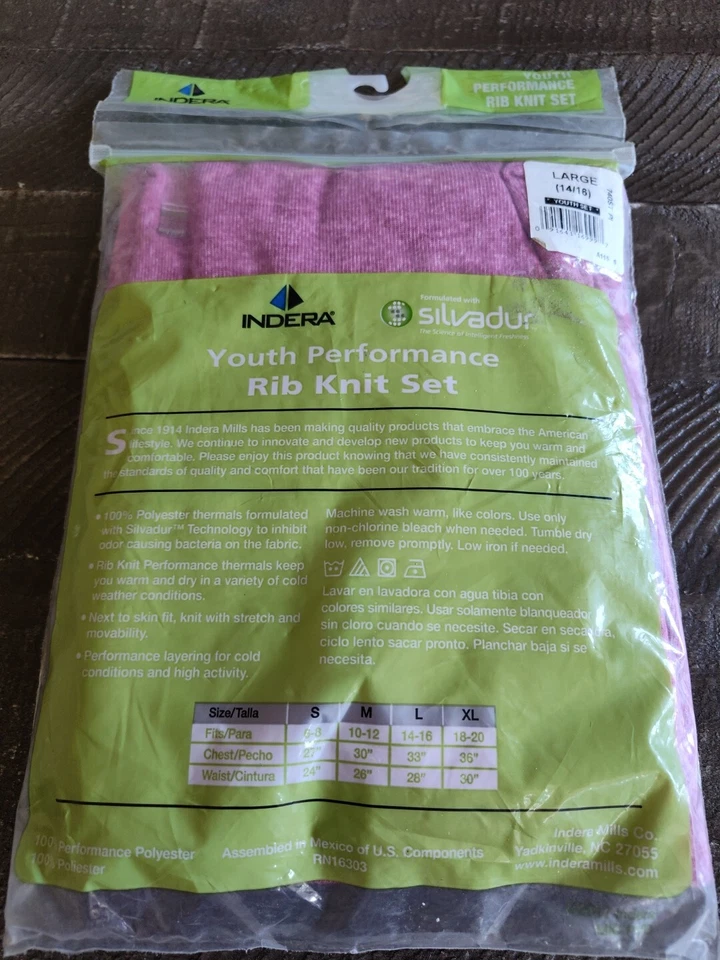 INDERA
YOUTH
PERFORMANCE
RIB KNIT SET
LARGE
(14/16)
YOUTH SET
INDERA®
formulated with
silvadur
The Science of Intelligent Freshness
Youth Performance
Rib Knit Set
Since 1914 Indera Mills has been making quality products that embrace the American
lifestyle. We continue to innovate and develop new products to keep you warm and
comfortable. Please enjoy this product knowing that we have consistently maintained
the standards of quality and comfort that have been our tradition for over 100 years.
• 100% Polyester thermals formulated
with Silvadur™ Technology to inhibit
odor causing bacteria on the fabric.
• Rib Knit Performance thermals keep
you warm and dry in a variety of cold
weather conditions.
• Next to skin fit, knit with stretch and
movability.
• Performance layering for cold
conditions and high activity.
Machine wash warm, like colors. Use only
non-chlorine bleach when needed. Tumble dry
low, remove promptly. Low iron if needed.
Lavar en lavadora con agua tibia con
colores similares. Usar solamente blanqueador
sin cloro cuando se necesite. Secar en secadora,
ciclo lento sacar pronto. Planchar baja si se
necesita.
Size/Talla S M L XL
Fits/Para 6-8 10-12 14-16 18-20
Chest/Pecho 27" 30" 33" 36"
Waist/Cintura 24" 26" 28" 30"
100% Performance Polyester
100% Poliester
Assembled in Mexico of U.S. Components
RN16303
Indera Mills Co.
Yadkinville, NC 27055
www.inderamills.com